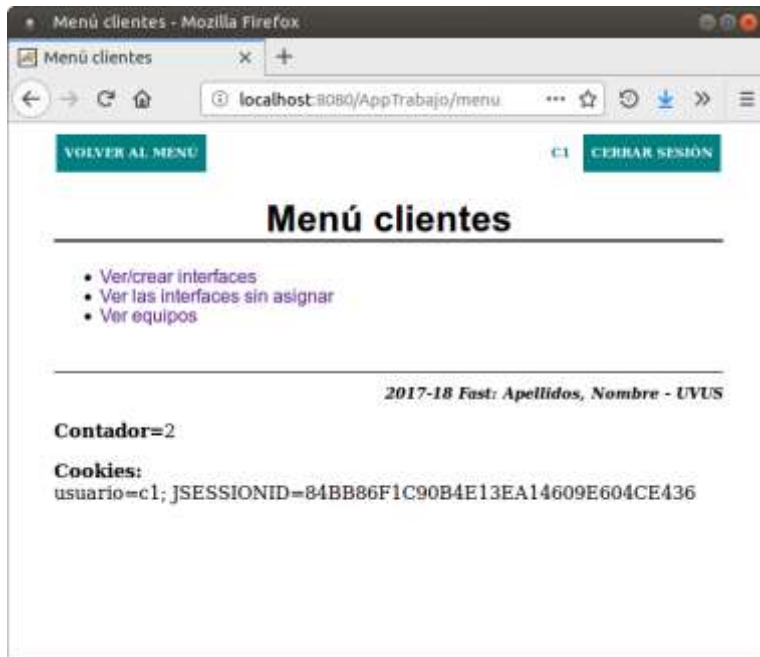 Menú clientes - Mozilla Firefox
Menú clientes
localhost:8080/AppTrabajo/menu
VOLVER AL MENÚ
C1 CERRAR SESIÓN
Menú clientes
Ver/crear interfaces
Ver las interfaces sin asignar
Ver equipos
2017-18 Fast: Apellidos, Nombre - UVUS
Contador=2
Cookies:
usuario=c1; JSESSIONID=84BB86F1C90B4E13EA14609E604CE436